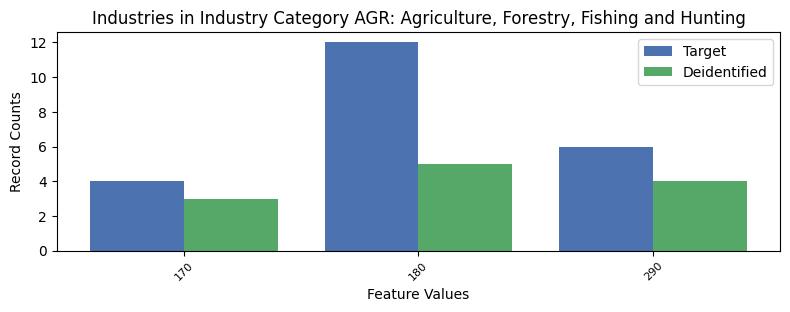 Industries in Industry Category AGR: Agriculture, Forestry, Fishing and Hunting
Target
Deidentified
Record Counts
12
10
8
6
4
2
0
170
180
290
Feature Values